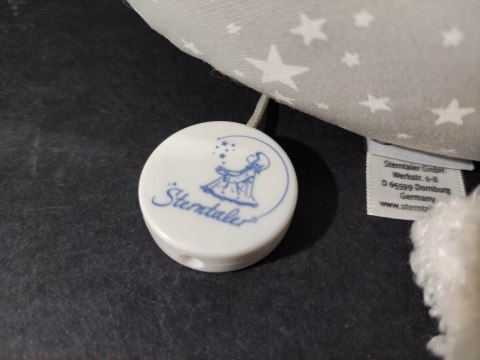 Sterntaler
Sterntaler GmbH
Werkstr. 6-8
D 65599 Dornburg
Germany